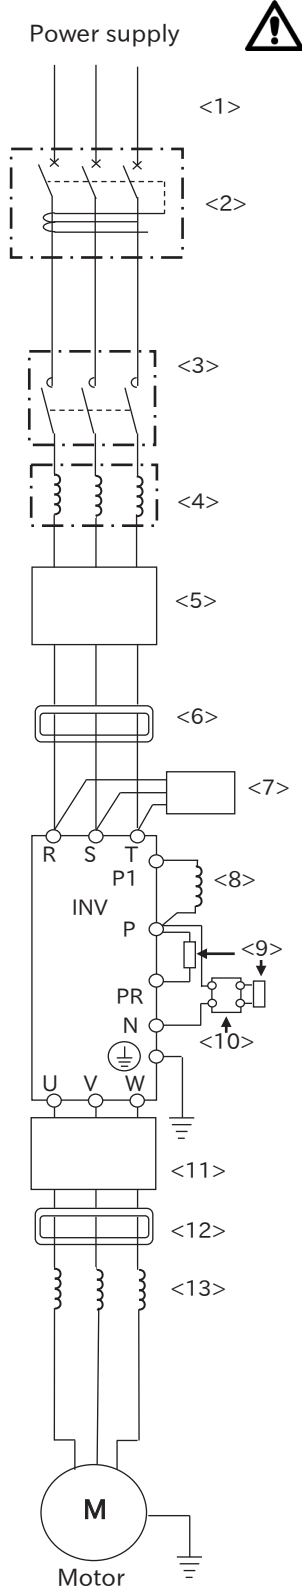 Power supply
<1>
<2>
<3>
<4>
<5>
<6>
<7>
R S T
P1
<8>
INV
P
<9>
PR
N
<10>
U V W
<11>
<12>
<13>
M
Motor